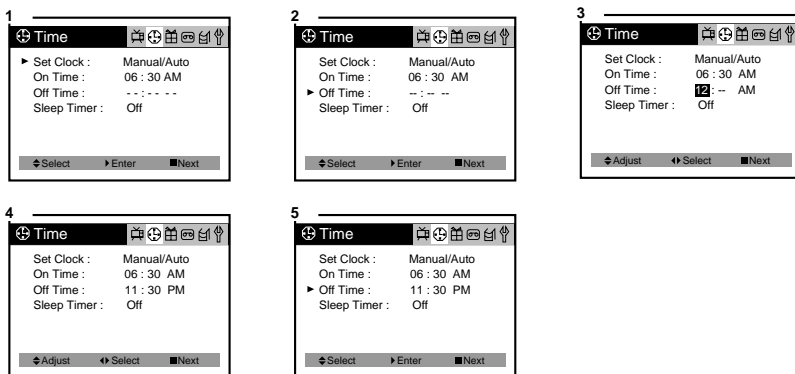 1
Time
► Set Clock : Manual/Auto
On Time : 06 : 30 AM
Off Time : - - : - - - -
Sleep Timer : Off
Select Enter Next
2
Time
Set Clock : Manual/Auto
On Time : 06 : 30 AM
► Off Time : -- : -- --
Sleep Timer : Off
Select Enter Next
3
Time
Set Clock : Manual/Auto
On Time : 06 : 30 AM
Off Time : 12 : -- AM
Sleep Timer : Off
Adjust Select Next
4
Time
Set Clock : Manual/Auto
On Time : 06 : 30 AM
Off Time : 11 : 30 PM
Sleep Timer : Off
Adjust Select Next
5
Time
Set Clock : Manual/Auto
On Time : 06 : 30 AM
► Off Time : 11 : 30 PM
Sleep Timer : Off
Select Enter Next